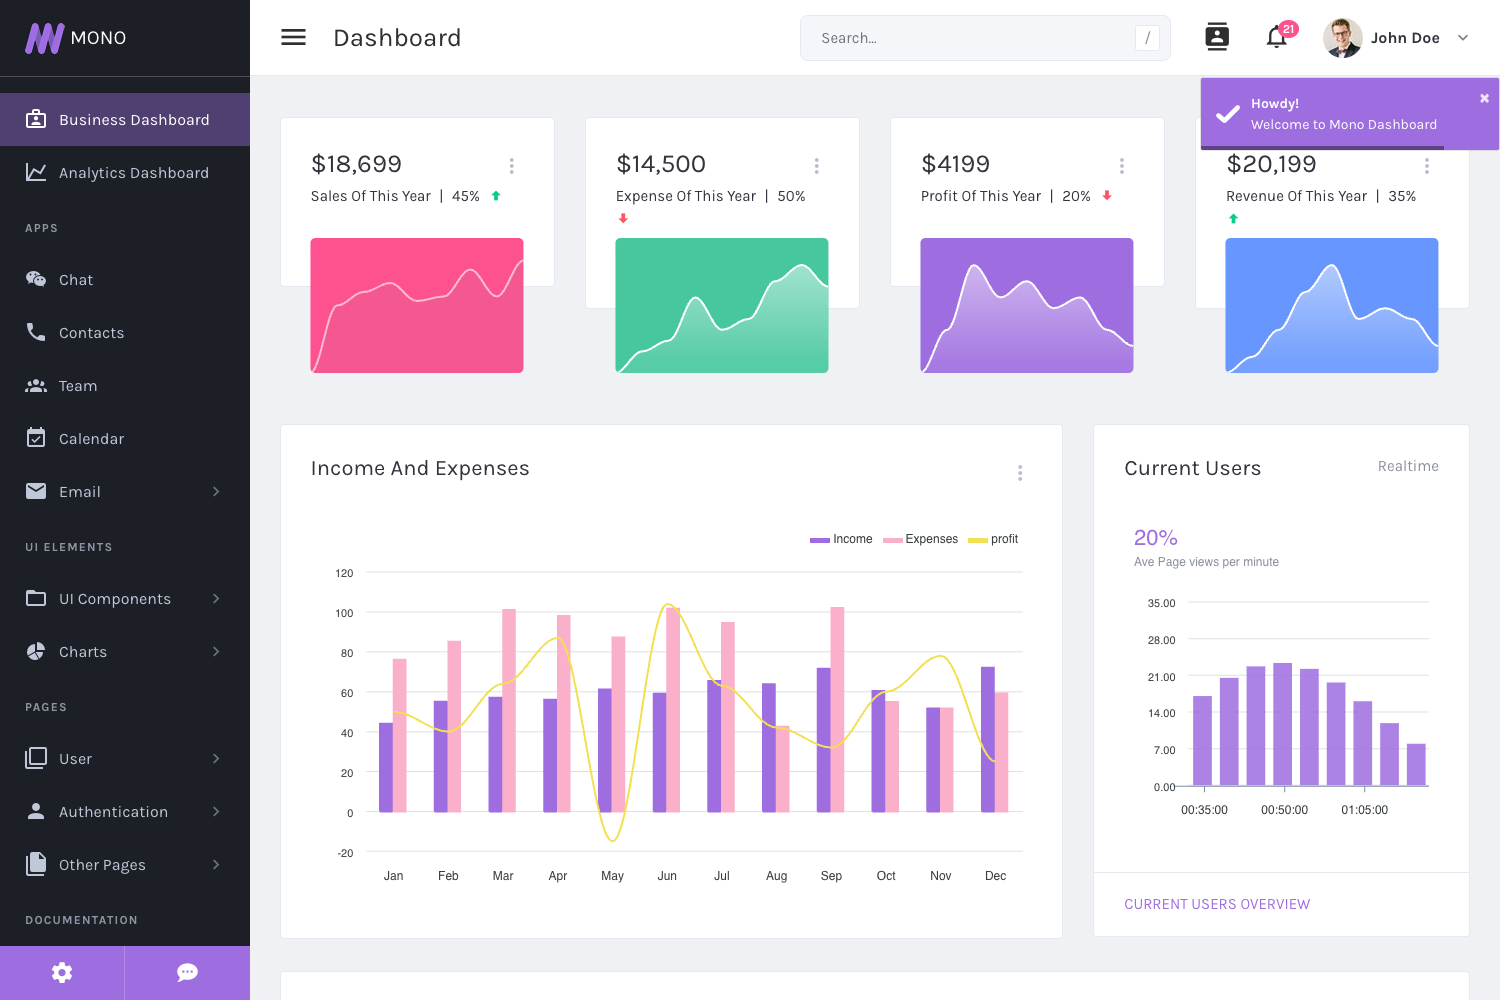 MONO
Business Dashboard
Analytics Dashboard
APPS
Chat
Contacts
Team
Calendar
Email
UI ELEMENTS
UI Components
Charts
PAGES
User
Authentication
Other Pages
DOCUMENTATION
Dashboard
Search...
/
21
John Doe
Howdy!
Welcome to Mono Dashboard
×
$18,699
Sales Of This Year | 45%
$14,500
Expense Of This Year | 50%
$4199
Profit Of This Year | 20%
$20,199
Revenue Of This Year | 35%
Income And Expenses
Income Expenses profit
120
100
80
60
40
20
0
-20
Jan Feb Mar Apr May Jun Jul Aug Sep Oct Nov Dec
Current Users
Realtime
20%
Ave Page views per minute
35.00
28.00
21.00
14.00
7.00
0.00
00:35:00 00:50:00 01:05:00
CURRENT USERS OVERVIEW